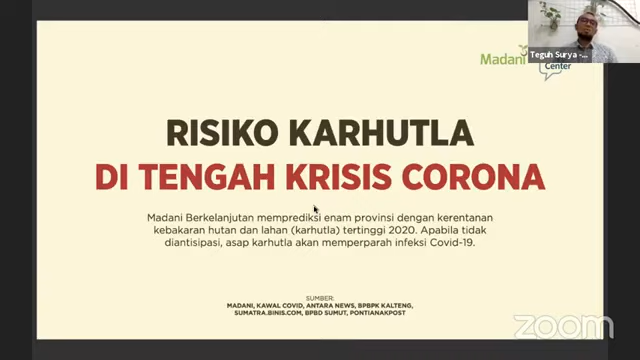 Madani
Center
Teguh Surya -...
RISIKO KARHUTLA
DI TENGAH KRISIS CORONA
Madani Berkelanjutan memprediksi enam provinsi dengan kerentanan
kebakaran hutan dan lahan (karhutla) tertinggi 2020. Apabila tidak
diantisipasi, asap karhutla akan memperparah infeksi Covid-19.
SUMBER:
MADANI, KAWAL COVID, ANTARA NEWS, BPBPK KALTENG,
SUMATRA.BINIS.COM, BPBD SUMUT, PONTIANAKPOST
zoom